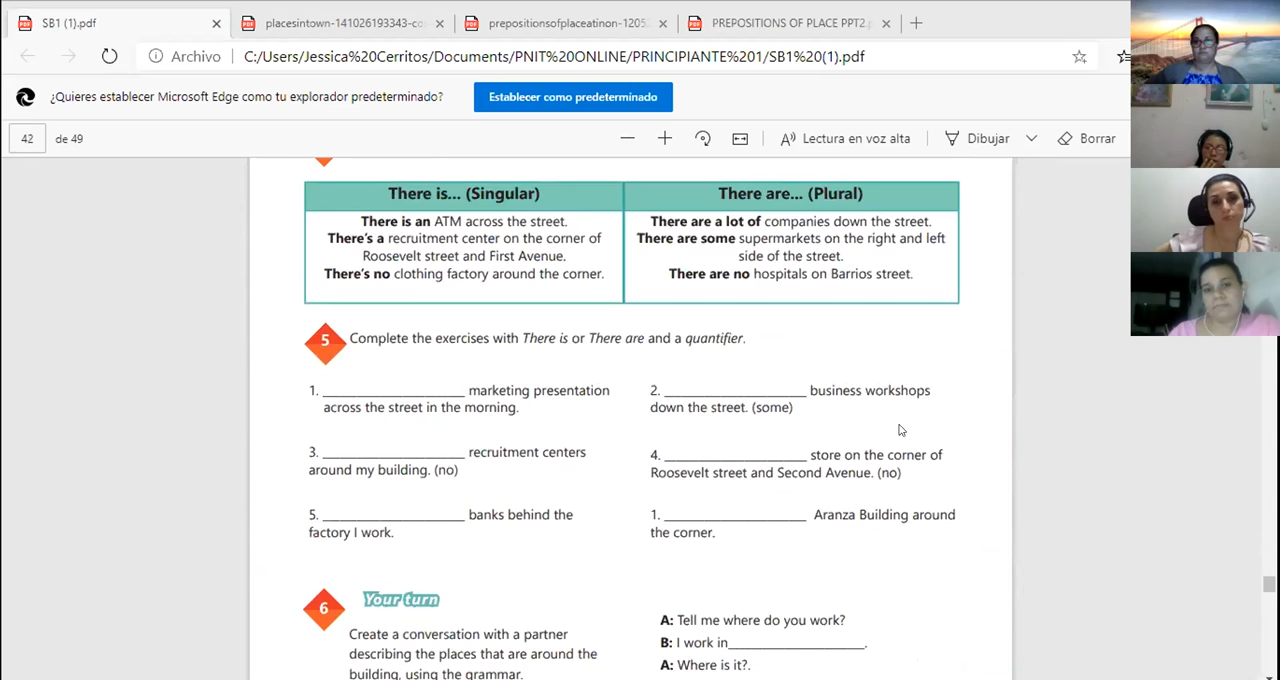 SB1 (1).pdf
placesintown-141026193343-co
prepositionsofplaceatinon-1205
PREPOSITIONS OF PLACE PPT2.p
Archivo
C:/Users/Jessica%20Cerritos/Documents/PNIT%20ONLINE/PRINCIPIANTE%201/SB1%20(1).pdf
¿Quieres establecer Microsoft Edge como tu explorador predeterminado?
Establecer como predeterminado
42 de 49
Lectura en voz alta
Dibujar
Borrar
There is... (Singular)
There is an ATM across the street.
There's a recruitment center on the corner of
Roosevelt street and First Avenue.
There's no clothing factory around the corner.
There are... (Plural)
There are a lot of companies down the street.
There are some supermarkets on the right and left
side of the street.
There are no hospitals on Barrios street.
5 Complete the exercises with There is or There are and a quantifier.
1. ____________________ marketing presentation
across the street in the morning.
2. ____________________ business workshops
down the street. (some)
3. ____________________ recruitment centers
around my building. (no)
4. ____________________ store on the corner of
Roosevelt street and Second Avenue. (no)
5. ____________________ banks behind the
factory I work.
1. ____________________ Aranza Building around
the corner.
6 Your turn
Create a conversation with a partner
describing the places that are around the
building, using the grammar.
A: Tell me where do you work?
B: I work in___________________.
A: Where is it?.